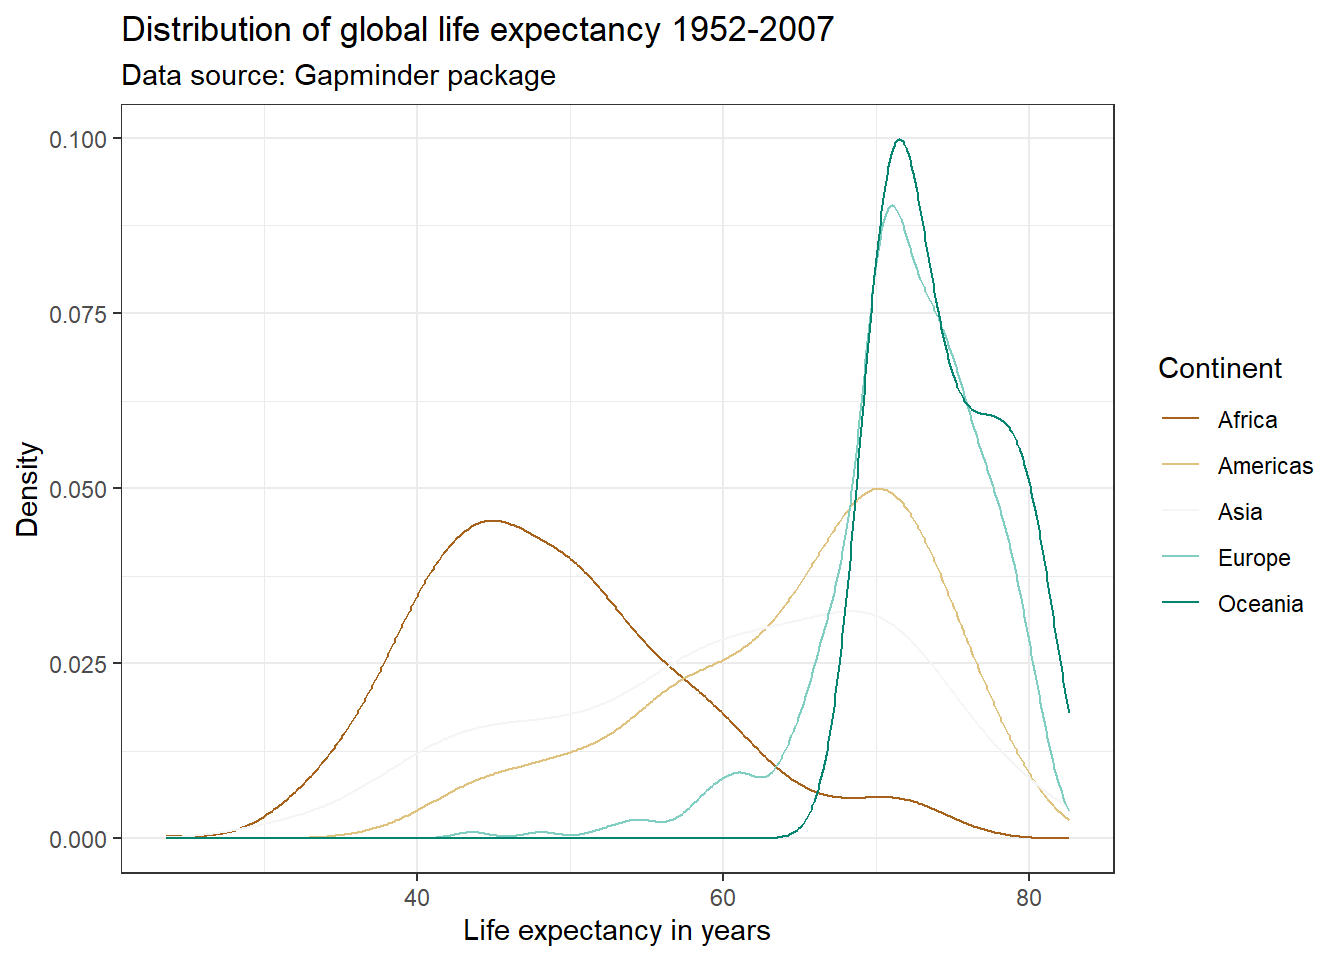 Distribution of global life expectancy 1952-2007
Data source: Gapminder package
0.100
0.075
0.050
0.025
0.000
Density
40 60 80
Life expectancy in years
Continent
Africa
Americas
Asia
Europe
Oceania